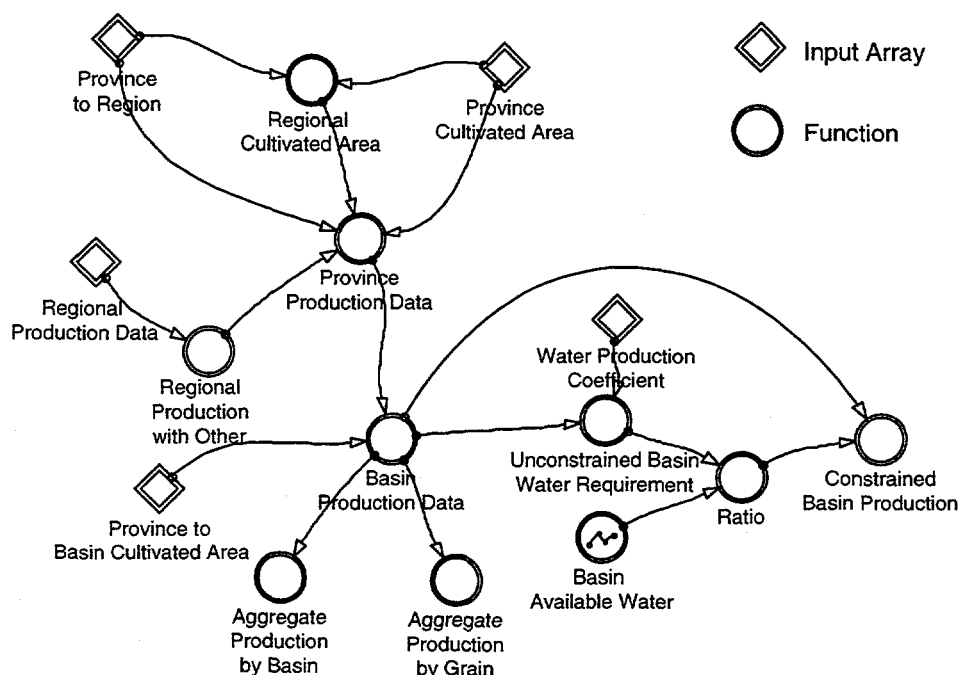 Province
to Region
Regional
Cultivated Area
Province
Cultivated Area
Input Array
Function
Regional
Production Data
Province
Production Data
Regional
Production
with Other
Water Production
Coefficient
Province to
Basin Cultivated Area
Basin
Production Data
Unconstrained Basin
Water Requirement
Ratio
Constrained
Basin Production
Basin
Available Water
Aggregate
Production
by Basin
Aggregate
Production
by Grain